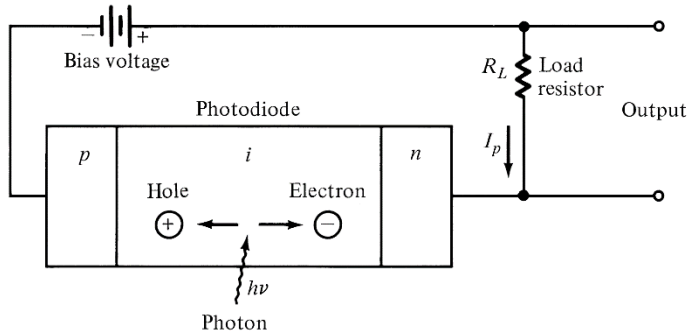 − +
Bias voltage
R_L Load
resistor
Photodiode
Output
p i n
I_p
Hole Electron
+ −
hν
Photon